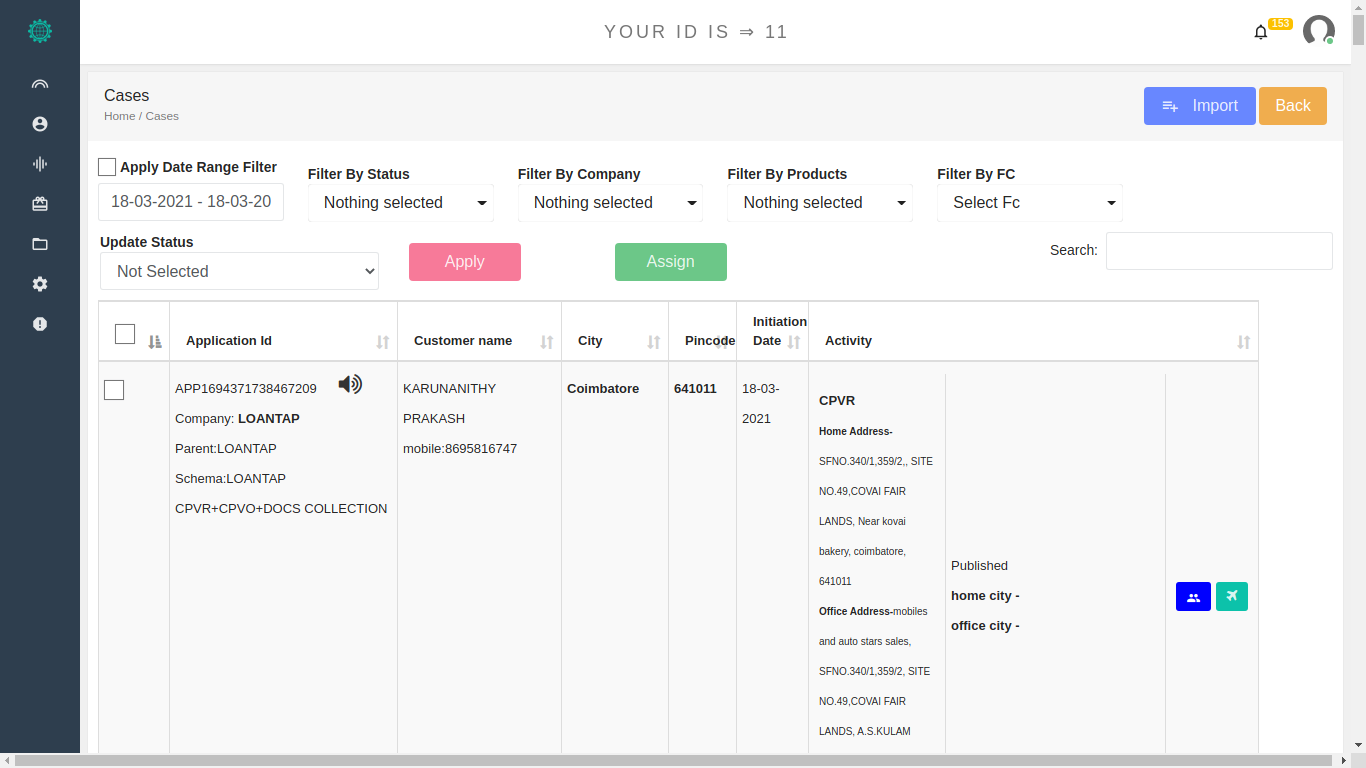 YOUR ID IS ⇒ 11
153
Cases
Home / Cases
Import
Back
Apply Date Range Filter
18-03-2021 - 18-03-20
Filter By Status
Nothing selected
Filter By Company
Nothing selected
Filter By Products
Nothing selected
Filter By FC
Select Fc
Update Status
Not Selected
Apply
Assign
Search:
Application Id
Customer name
City
Pincode
Initiation
Date
Activity
APP1694371738467209
Company: LOANTAP
Parent:LOANTAP
Schema:LOANTAP
CPVR+CPVO+DOCS COLLECTION
KARUNANITHY
PRAKASH
mobile:8695816747
Coimbatore
641011
18-03-
2021
CPVR
Home Address-
SFNO.340/1,359/2,, SITE
NO.49,COVAI FAIR
LANDS, Near kovai
bakery, coimbatore,
641011
Office Address-mobiles
and auto stars sales,
SFNO.340/1,359/2, SITE
NO.49,COVAI FAIR
LANDS, A.S.KULAM
Published
home city -
office city -